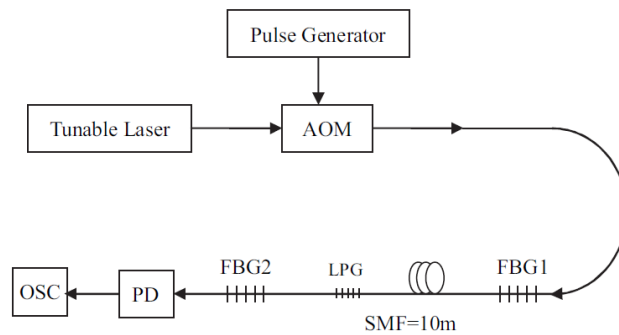 Pulse Generator
Tunable Laser
AOM
OSC
PD
FBG2
LPG
FBG1
SMF=10m